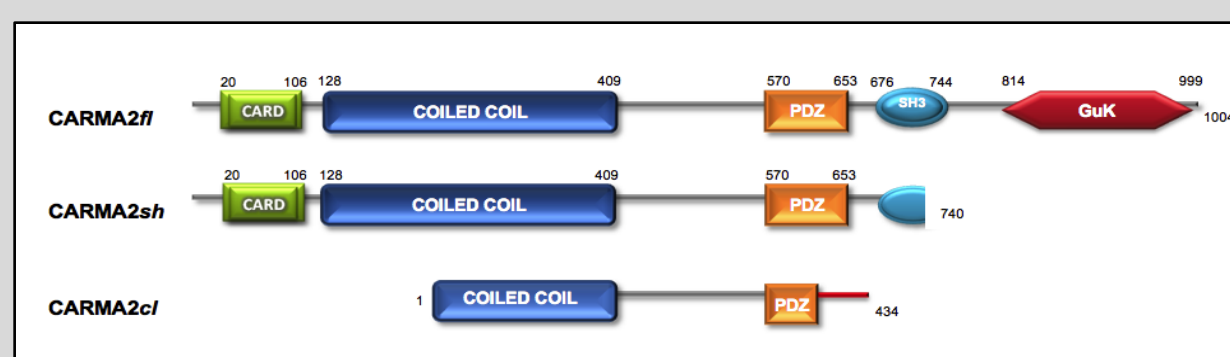 20 106 128 409 570 653 676 744 814 999
CARMA2fl CARD COILED COIL PDZ SH3 GuK 1004
20 106 128 409 570 653
CARMA2sh CARD COILED COIL PDZ 740
CARMA2cl 1 COILED COIL PDZ 434